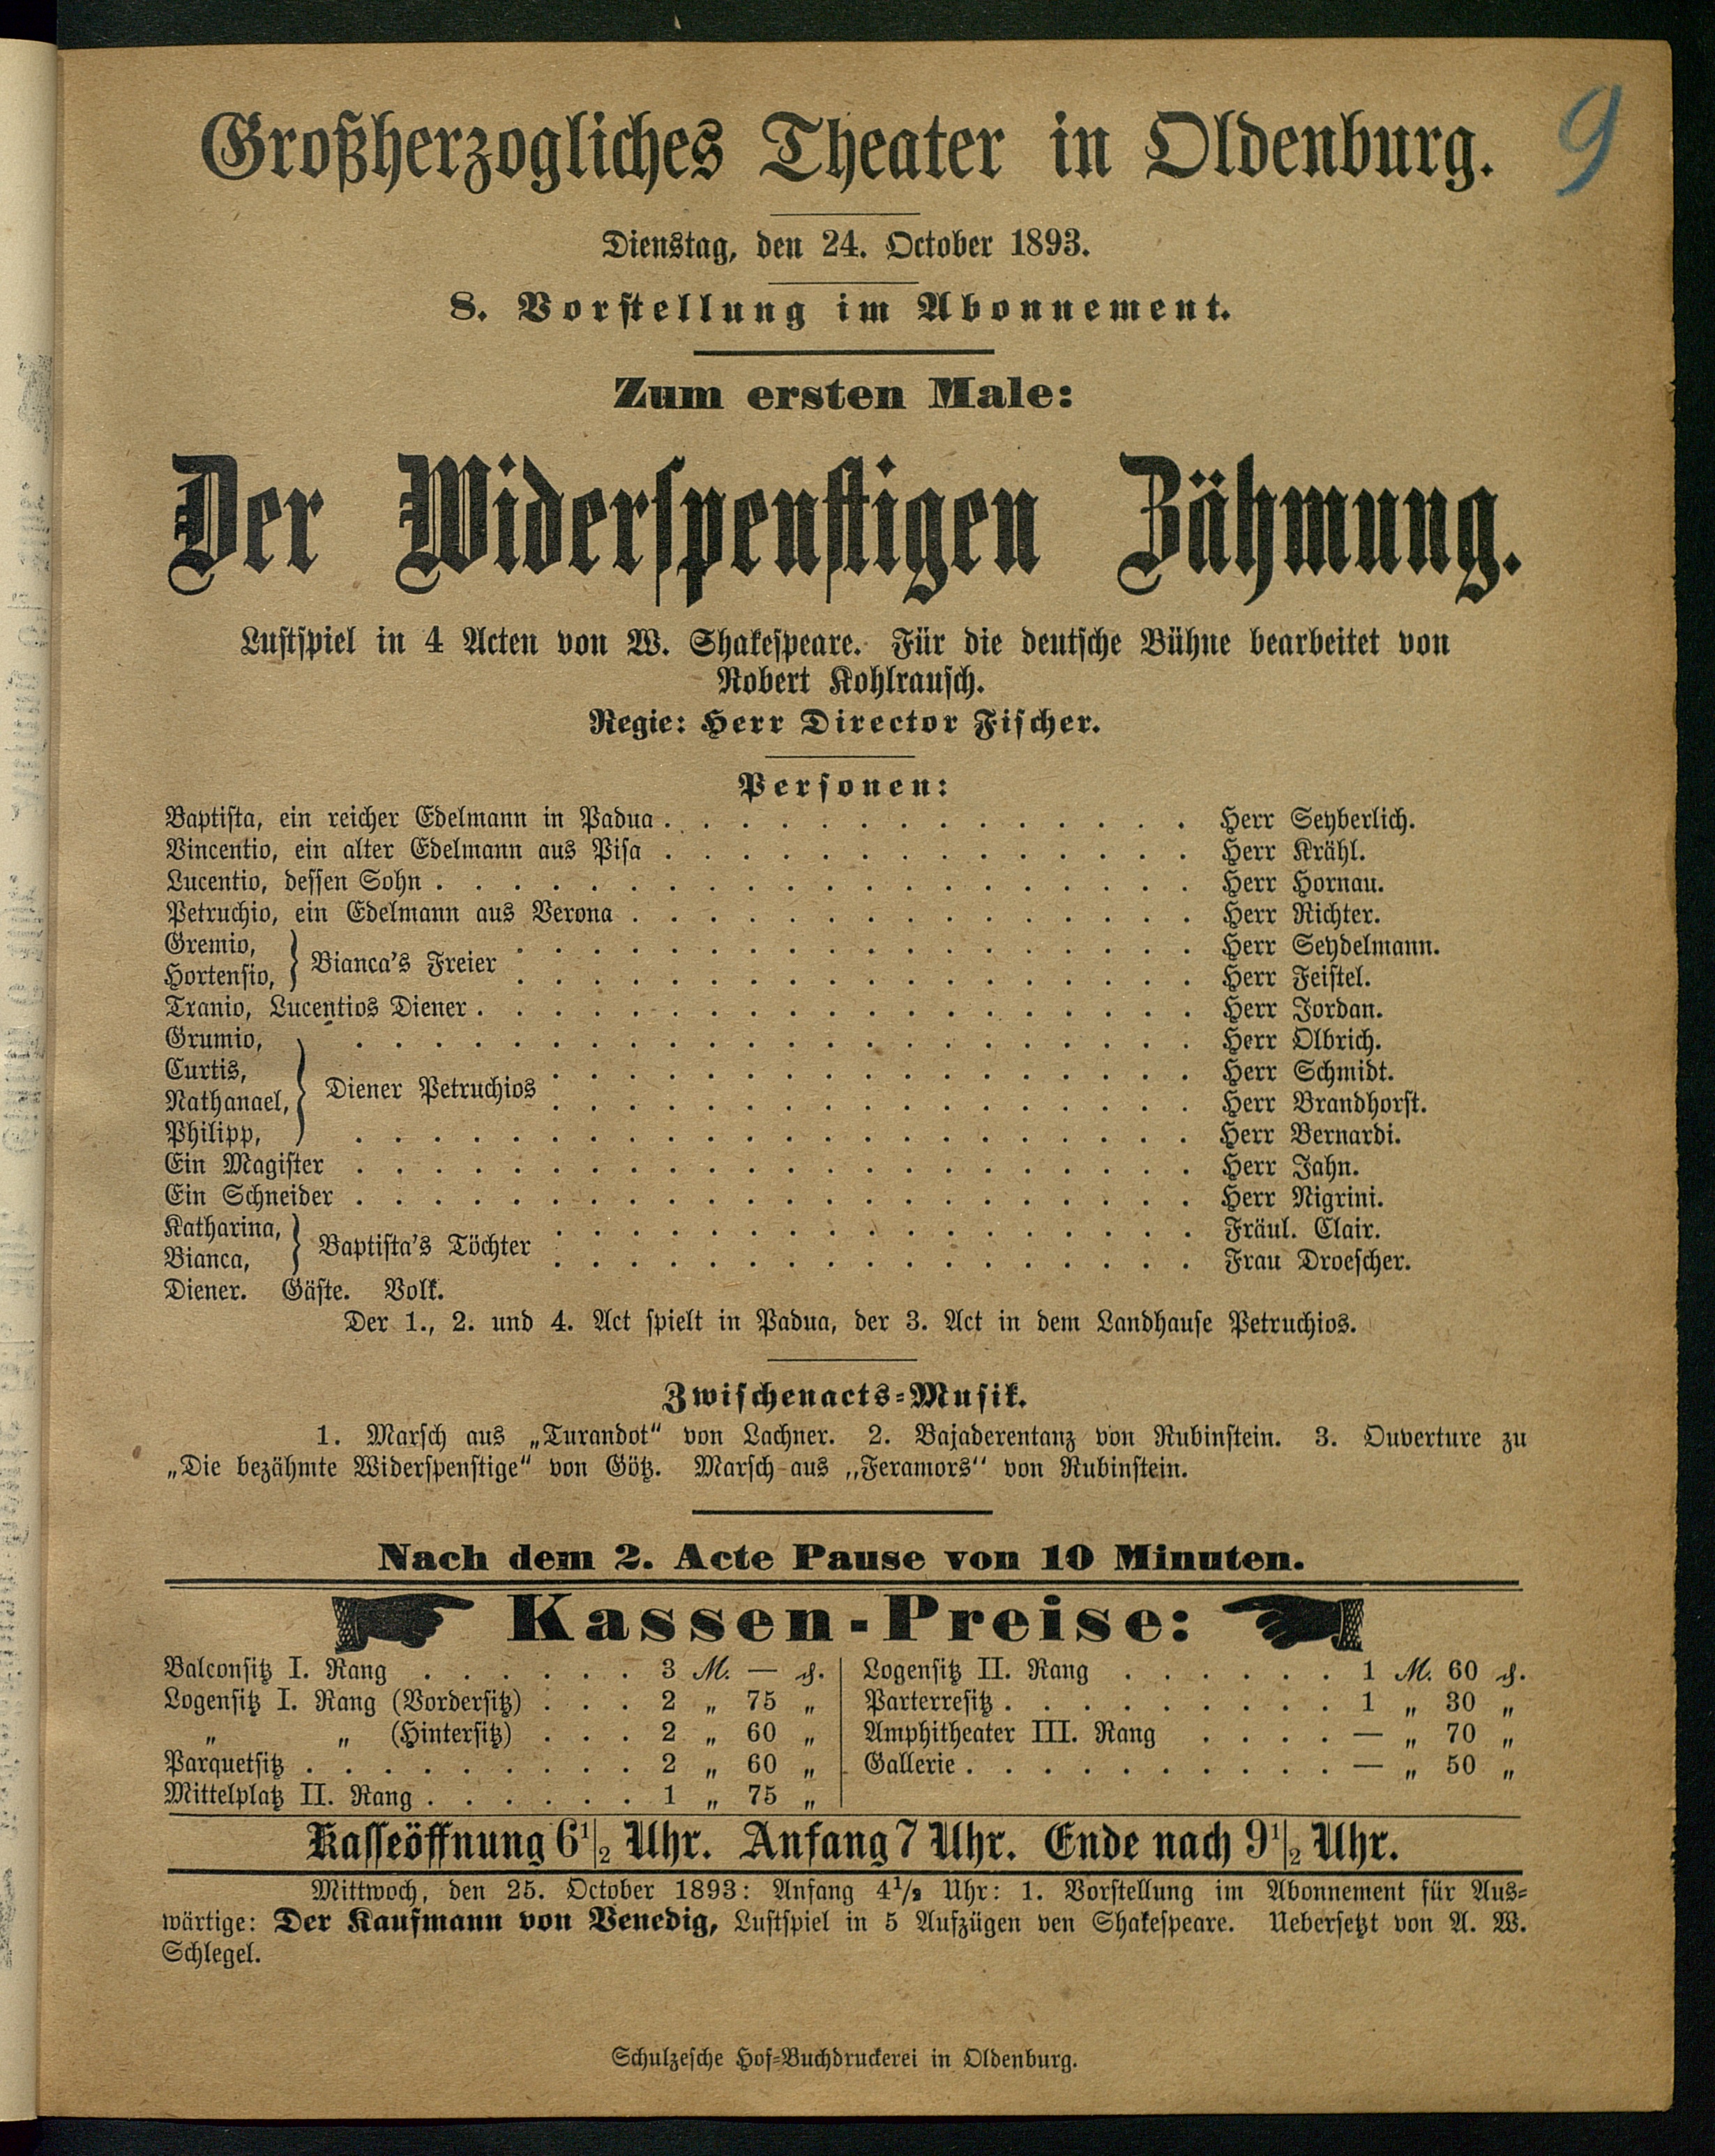 9
Großherzogliches Theater in Oldenburg.
Dienstag, den 24. October 1893.
8. Vorstellung im Abonnement.
Zum ersten Male:
Der Widerspenstigen Zähmung.
Lustspiel in 4 Acten von W. Shakespeare. Für die deutsche Bühne bearbeitet von
Robert Kohlrausch.
Regie: Herr Director Fischer.
Personen:
Baptista, ein reicher Edelmann in Padua . . . . . . . . . . . . . . Herr Seyberlich.
Vincentio, ein alter Edelmann aus Pisa . . . . . . . . . . . . . . Herr Krähl.
Lucentio, dessen Sohn . . . . . . . . . . . . . . . . . . . . Herr Hornau.
Petruchio, ein Edelmann aus Verona . . . . . . . . . . . . . . . Herr Richter.
Gremio, . . . . . . . . . . . . . . . . . . Herr Seydelmann.
} Bianca's Freier
Hortensio, . . . . . . . . . . . . . . . . . . Herr Feistel.
Tranio, Lucentios Diener . . . . . . . . . . . . . . . . . . . Herr Jordan.
Grumio, . . . . . . . . . . . . . . . . . . . . . . Herr Olbrich.
Curtis, . . . . . . . . . . . . . . . . . Herr Schmidt.
} Diener Petruchios
Nathanael, . . . . . . . . . . . . . . . . . Herr Brandhorst.
Philipp, . . . . . . . . . . . . . . . . . . . . . . Herr Bernardi.
Ein Magister . . . . . . . . . . . . . . . . . . . . . . Herr Jahn.
Ein Schneider . . . . . . . . . . . . . . . . . . . . . . Herr Nigrini.
Katharina, . . . . . . . . . . . . . . . . . Fräul. Clair.
} Baptista's Töchter
Bianca, . . . . . . . . . . . . . . . . . Frau Droescher.
Diener. Gäste. Volk.
Der 1., 2. und 4. Act spielt in Padua, der 3. Act in dem Landhause Petruchios.
Zwischenacts-Musik.
1. Marsch aus „Turandot“ von Lachner. 2. Bajaderentanz von Rubinstein. 3. Ouverture zu
„Die bezähmte Widerspenstige“ von Götz. Marsch aus „Feramors“ von Rubinstein.
Nach dem 2. Acte Pause von 10 Minuten.
Kassen-Preise:
Balconsitz I. Rang . . . . . . 3 M. — ₰.
Logensitz I. Rang (Vordersitz) . . . 2 „ 75 „
„ „ (Hintersitz) . . . 2 „ 60 „
Parquetsitz . . . . . . . . . 2 „ 60 „
Mittelplatz II. Rang . . . . . . 1 „ 75 „
Logensitz II. Rang . . . . . . 1 M. 60 ₰.
Parterresitz . . . . . . . . . 1 „ 30 „
Amphitheater III. Rang . . . . — „ 70 „
Gallerie . . . . . . . . . . — „ 50 „
Kasseöffnung 6½ Uhr. Anfang 7 Uhr. Ende nach 9½ Uhr.
Mittwoch, den 25. October 1893: Anfang 4½ Uhr: 1. Vorstellung im Abonnement für Aus-
wärtige: Der Kaufmann von Venedig, Lustspiel in 5 Aufzügen ven Shakespeare. Uebersetzt von A. W.
Schlegel.
Schulzesche Hof-Buchdruckerei in Oldenburg.